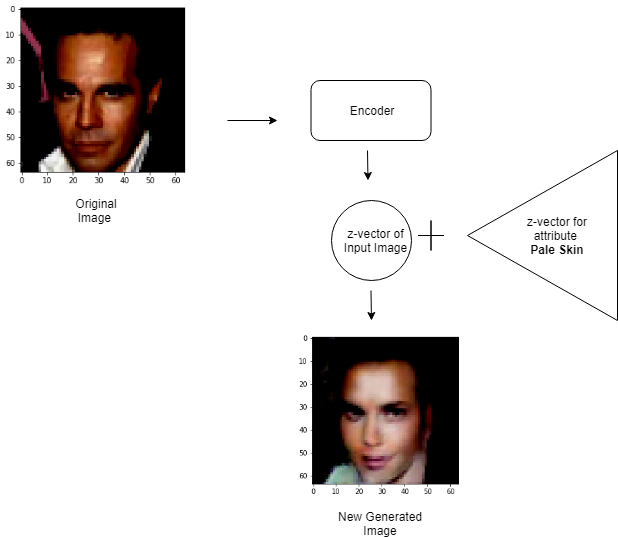 0
10
20
30
40
50
60
0 10 20 30 40 50 60
Original
Image
Encoder
z-vector of
Input Image
z-vector for
attribute
Pale Skin
0
10
20
30
40
50
60
0 10 20 30 40 50 60
New Generated
Image